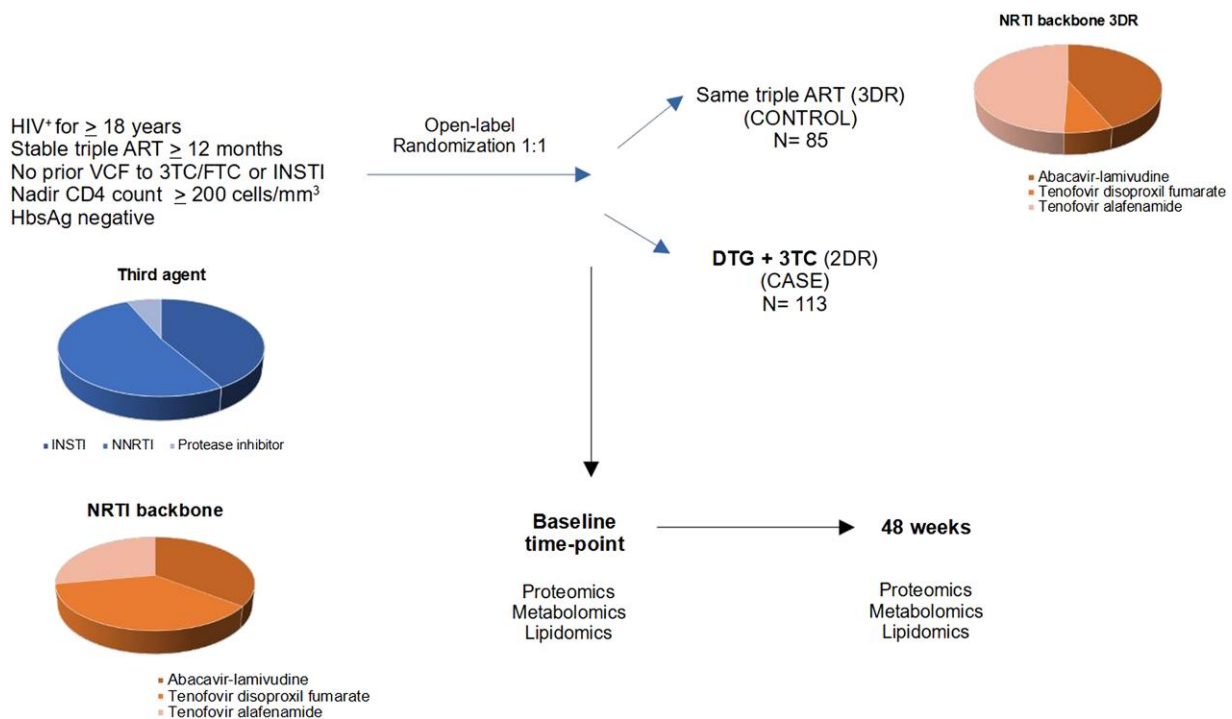 HIV⁺ for ≥ 18 years
Stable triple ART ≥ 12 months
No prior VCF to 3TC/FTC or INSTI
Nadir CD4 count ≥ 200 cells/mm³
HbsAg negative
Open-label
Randomization 1:1
Same triple ART (3DR)
(CONTROL)
N= 85
NRTI backbone 3DR
Abacavir-lamivudine
Tenofovir disoproxil fumarate
Tenofovir alafenamide
DTG + 3TC (2DR)
(CASE)
N= 113
Third agent
INSTI NNRTI Protease inhibitor
NRTI backbone
Abacavir-lamivudine
Tenofovir disoproxil fumarate
Tenofovir alafenamide
Baseline
time-point
Proteomics
Metabolomics
Lipidomics
48 weeks
Proteomics
Metabolomics
Lipidomics